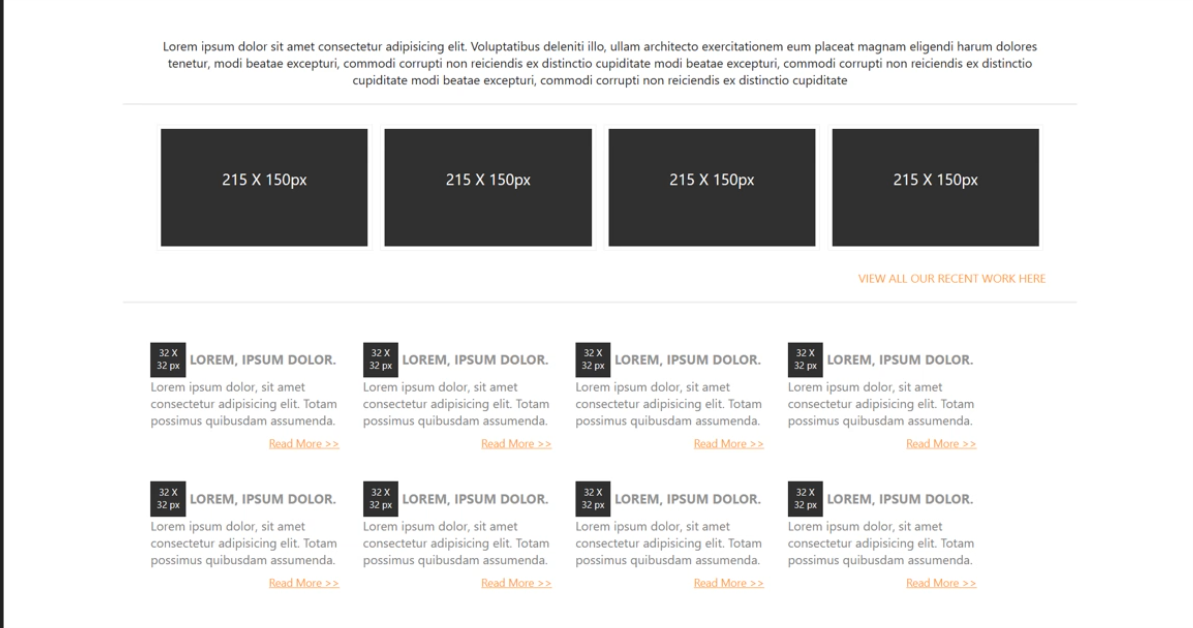 Lorem ipsum dolor sit amet consectetur adipisicing elit. Voluptatibus deleniti illo, ullam architecto exercitationem eum placeat magnam eligendi harum dolores
tenetur, modi beatae excepturi, commodi corrupti non reiciendis ex distinctio cupiditate modi beatae excepturi, commodi corrupti non reiciendis ex distinctio
cupiditate modi beatae excepturi, commodi corrupti non reiciendis ex distinctio cupiditate
215 X 150px
215 X 150px
215 X 150px
215 X 150px
VIEW ALL OUR RECENT WORK HERE
32 X
32 px
LOREM, IPSUM DOLOR.
Lorem ipsum dolor, sit amet
consectetur adipisicing elit. Totam
possimus quibusdam assumenda.
Read More >>
32 X
32 px
LOREM, IPSUM DOLOR.
Lorem ipsum dolor, sit amet
consectetur adipisicing elit. Totam
possimus quibusdam assumenda.
Read More >>
32 X
32 px
LOREM, IPSUM DOLOR.
Lorem ipsum dolor, sit amet
consectetur adipisicing elit. Totam
possimus quibusdam assumenda.
Read More >>
32 X
32 px
LOREM, IPSUM DOLOR.
Lorem ipsum dolor, sit amet
consectetur adipisicing elit. Totam
possimus quibusdam assumenda.
Read More >>
32 X
32 px
LOREM, IPSUM DOLOR.
Lorem ipsum dolor, sit amet
consectetur adipisicing elit. Totam
possimus quibusdam assumenda.
Read More >>
32 X
32 px
LOREM, IPSUM DOLOR.
Lorem ipsum dolor, sit amet
consectetur adipisicing elit. Totam
possimus quibusdam assumenda.
Read More >>
32 X
32 px
LOREM, IPSUM DOLOR.
Lorem ipsum dolor, sit amet
consectetur adipisicing elit. Totam
possimus quibusdam assumenda.
Read More >>
32 X
32 px
LOREM, IPSUM DOLOR.
Lorem ipsum dolor, sit amet
consectetur adipisicing elit. Totam
possimus quibusdam assumenda.
Read More >>